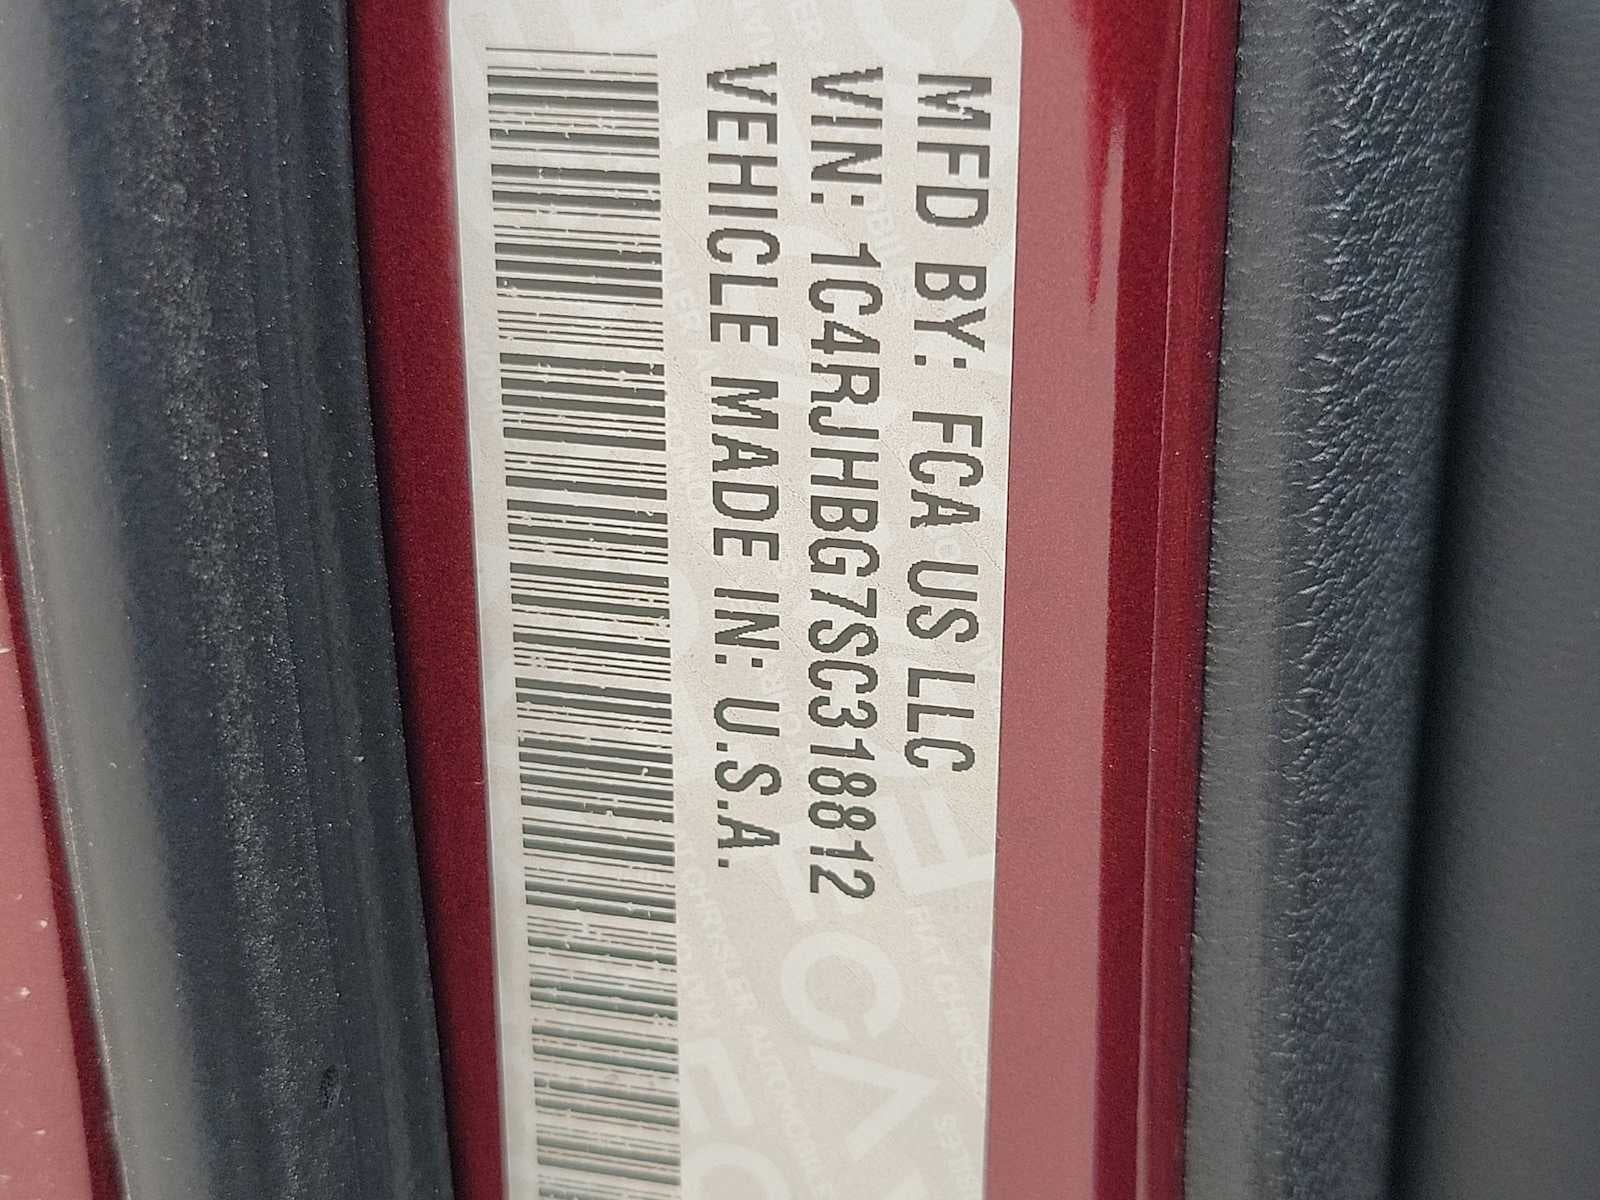 MFD BY: FCA US LLC
VIN: 1C4RJHBG7SC318812
VEHICLE MADE IN: U.S.A.